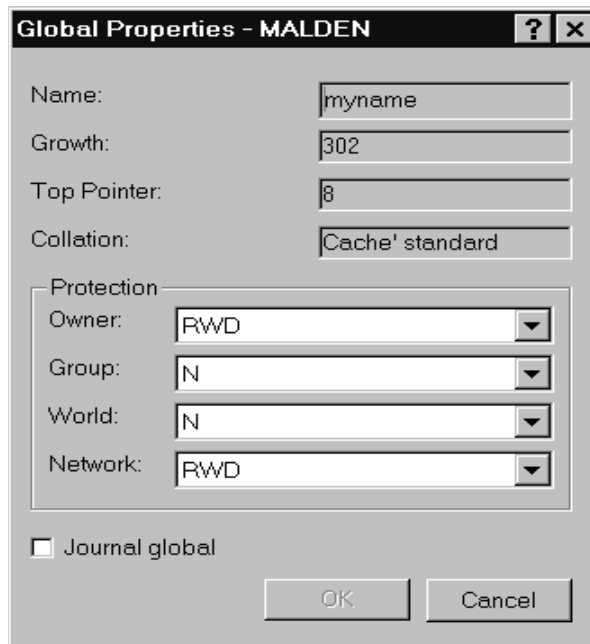 Global Properties - MALDEN ? ×
Name: myname
Growth: 302
Top Pointer: 8
Collation: Cache' standard
Protection
Owner: RWD
Group: N
World: N
Network: RWD
Journal global
OK Cancel